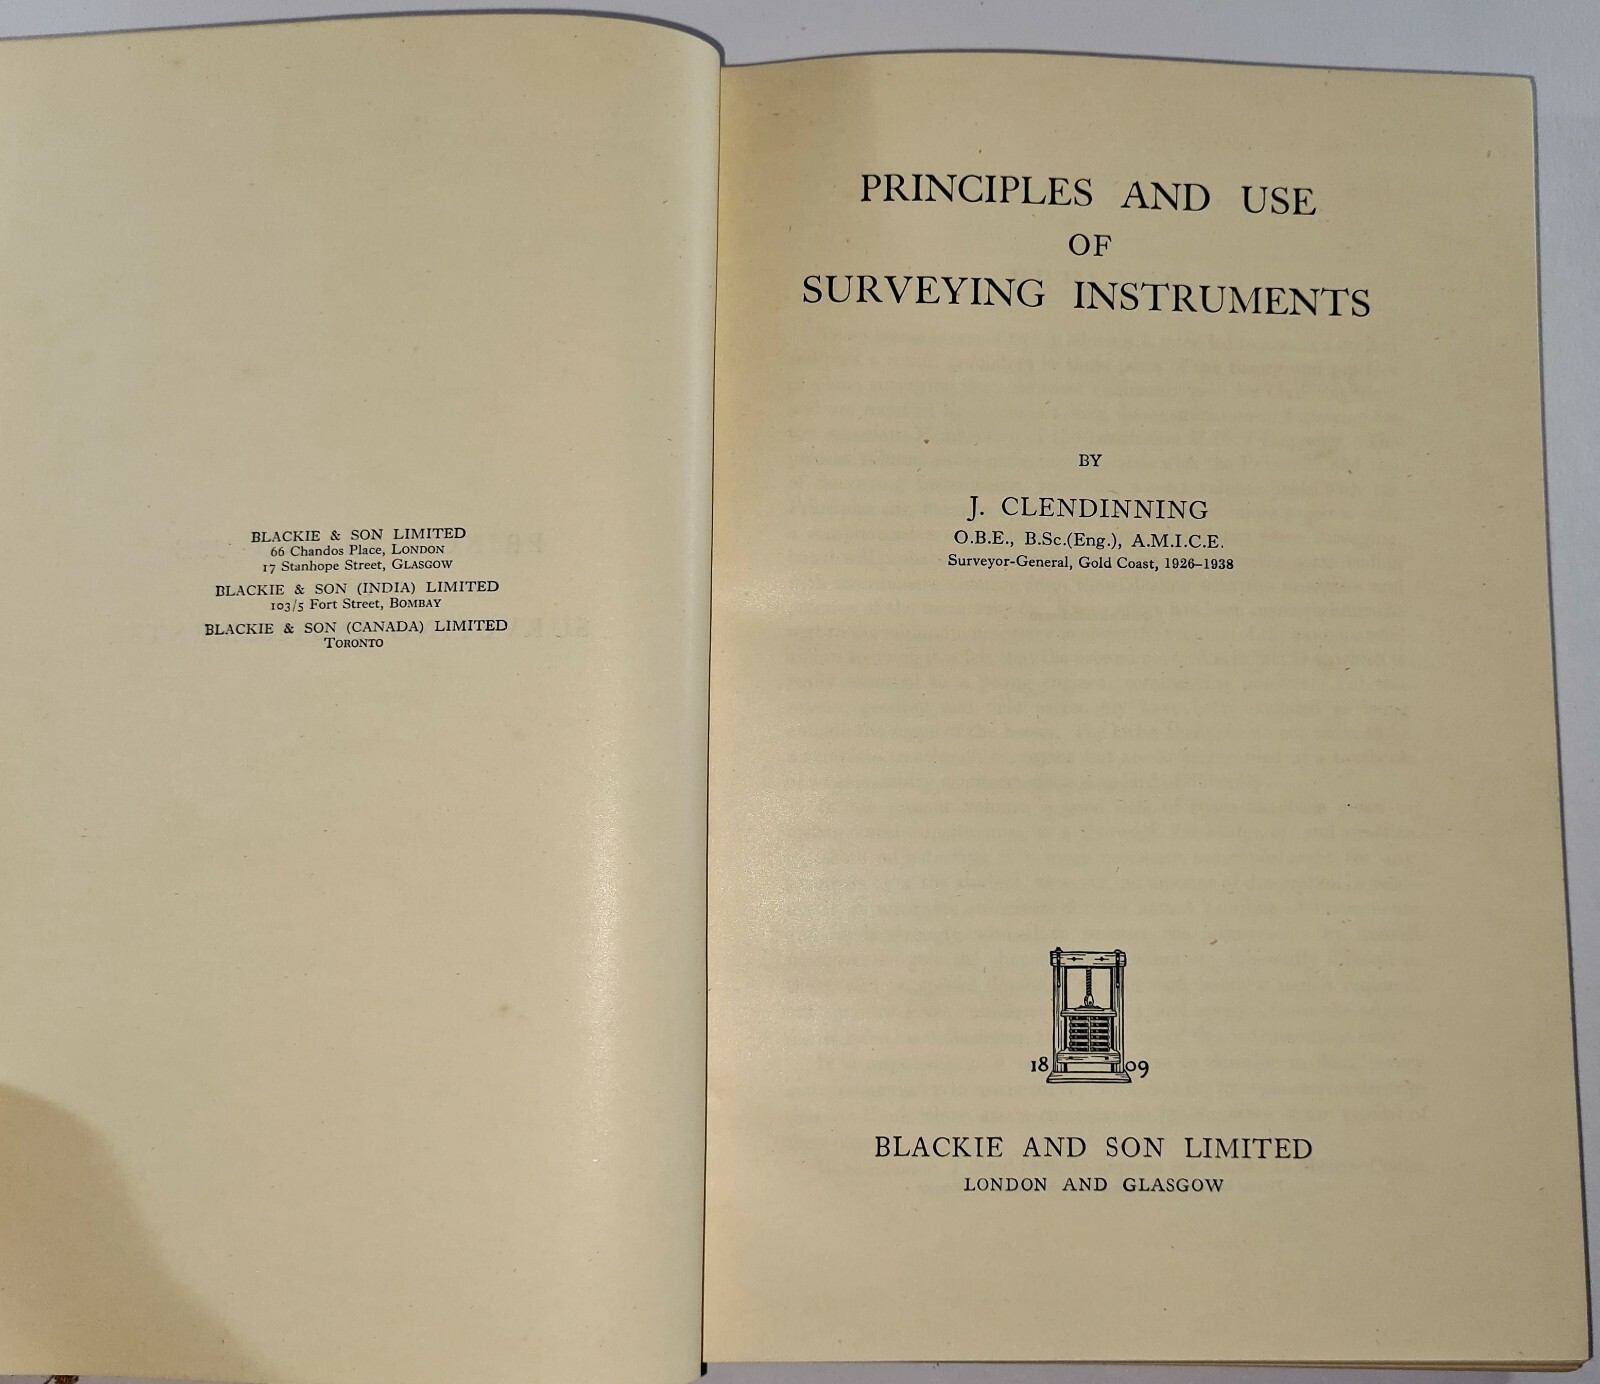 BLACKIE & SON LIMITED
66 Chandos Place, LONDON
17 Stanhope Street, GLASGOW
BLACKIE & SON (INDIA) LIMITED
103/5 Fort Street, BOMBAY
BLACKIE & SON (CANADA) LIMITED
TORONTO
PRINCIPLES AND USE
OF
SURVEYING INSTRUMENTS
BY
J. CLENDINNING
O.B.E., B.Sc.(Eng.), A.M.I.C.E.
Surveyor-General, Gold Coast, 1926-1938
18 09
BLACKIE AND SON LIMITED
LONDON AND GLASGOW